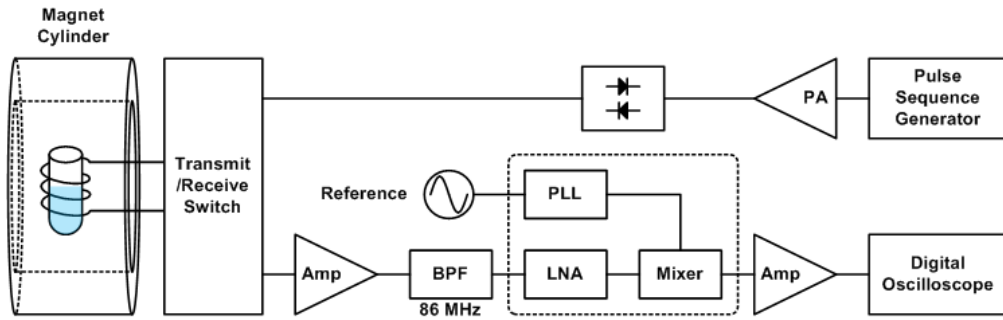 Magnet
Cylinder
Transmit
/Receive
Switch
PA
Pulse
Sequence
Generator
Reference
PLL
Amp
BPF
86 MHz
LNA
Mixer
Amp
Digital
Oscilloscope